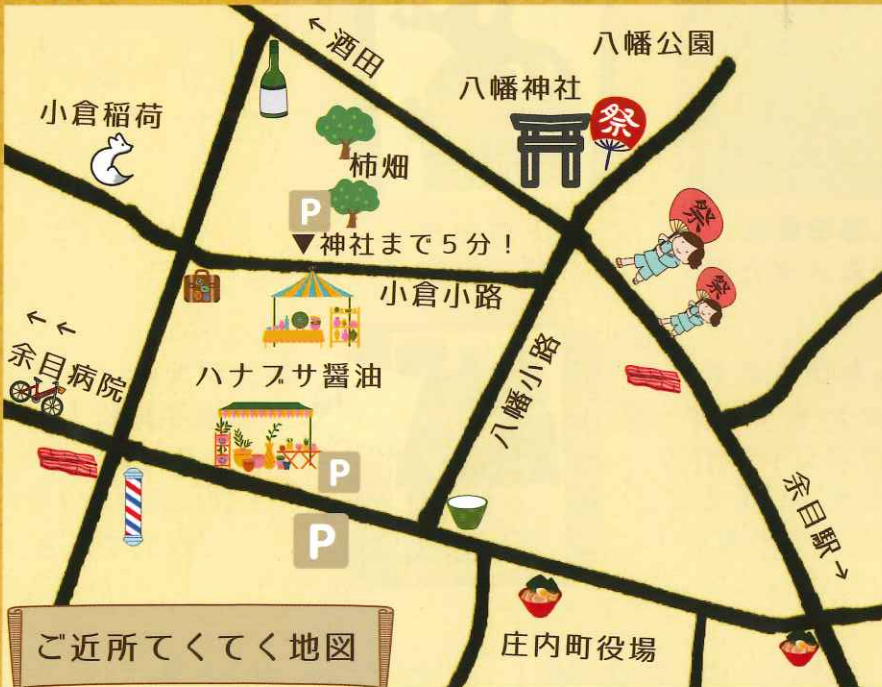 ←酒田
八幡公園
小倉稲荷
八幡神社
祭
柿畑
P
祭
▼神社まで5分！
小倉小路
祭
←←
余目病院
ハナブサ醤油
八幡小路
P
P
余目駅→
庄内町役場
ご近所てくてく地図